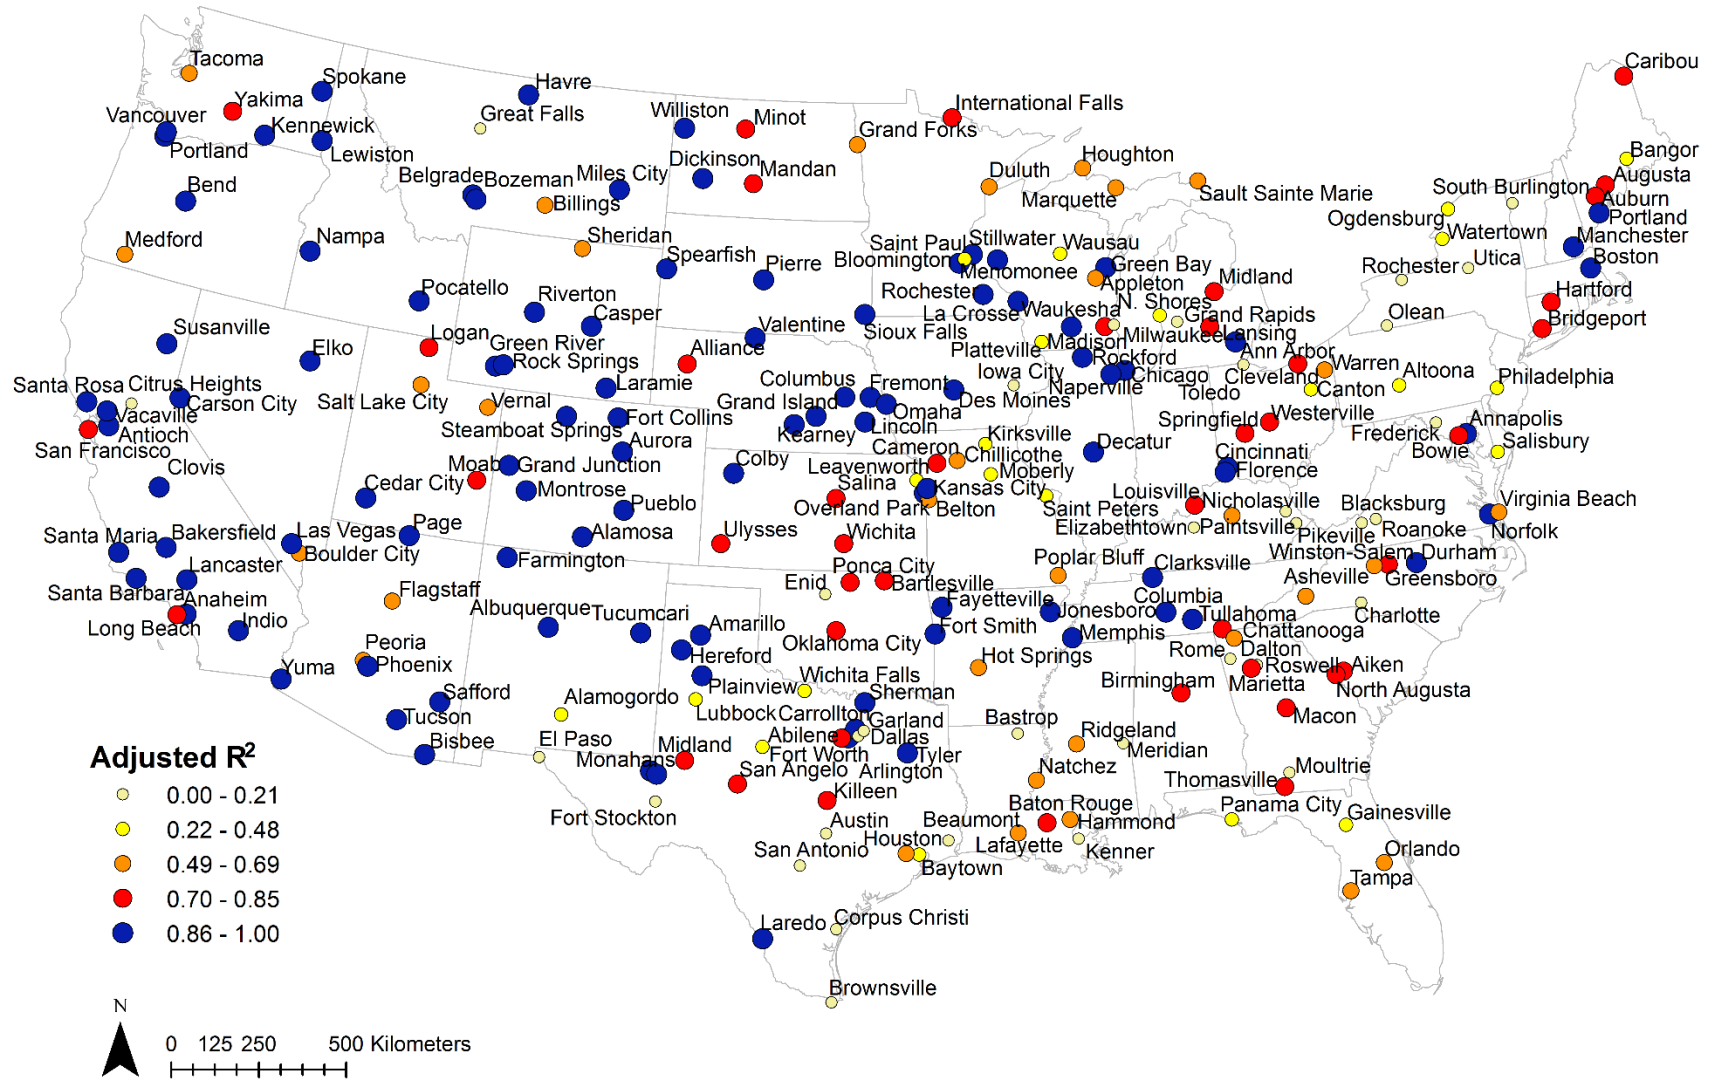 Caribou
Tacoma
Spokane
Havre
Yakima
Great Falls
Williston
Minot
International Falls
Vancouver
Kennewick
Grand Forks
Portland
Lewiston
Houghton
Bangor
Dickinson
Mandan
Duluth
Augusta
Bend
Belgrade
Bozeman
Miles City
Marquette
Sault Sainte Marie
South Burlington
Auburn
Billings
Ogdensburg
Portland
Medford
Nampa
Sheridan
Saint Paul
Stillwater
Wausau
Watertown
Manchester
Spearfish
Pierre
Bloomington
Menomonee
Green Bay
Rochester
Utica
Boston
Appleton
Midland
Pocatello
Riverton
Rochester
La Crosse
Waukesha
N. Shores
Grand Rapids
Hartford
Casper
Olean
Bridgeport
Susanville
Logan
Valentine
Sioux Falls
Madison
Milwaukee
Lansing
Elko
Green River
Rock Springs
Alliance
Platteville
Rockford
Ann Arbor
Warren
Santa Rosa
Citrus Heights
Laramie
Columbus
Fremont
Iowa City
Naperville
Chicago
Cleveland
Altoona
Philadelphia
Carson City
Salt Lake City
Vernal
Grand Island
Omaha
Des Moines
Toledo
Canton
Vacaville
Steamboat Springs
Fort Collins
Kearney
Lincoln
Springfield
Westerville
Annapolis
Antioch
Aurora
Cameron
Kirksville
Decatur
Frederick
Salisbury
San Francisco
Moab
Grand Junction
Leavenworth
Chillicothe
Cincinnati
Bowie
Clovis
Colby
Salina
Moberly
Florence
Cedar City
Montrose
Kansas City
Louisville
Nicholasville
Blacksburg
Virginia Beach
Pueblo
Overland Park
Belton
Saint Peters
Elizabethtown
Paintsville
Roanoke
Norfolk
Santa Maria
Bakersfield
Las Vegas
Page
Alamosa
Ulysses
Wichita
Pikeville
Boulder City
Farmington
Poplar Bluff
Clarksville
Winston-Salem
Durham
Lancaster
Ponca City
Asheville
Greensboro
Santa Barbara
Flagstaff
Enid
Bartlesville
Anaheim
Albuquerque
Tucumcari
Fayetteville
Jonesboro
Columbia
Tullahoma
Charlotte
Long Beach
Indio
Amarillo
Oklahoma City
Fort Smith
Memphis
Chattanooga
Peoria
Hereford
Hot Springs
Rome
Dalton
Phoenix
Yuma
Wichita Falls
Birmingham
Roswell
Aiken
Safford
Alamogordo
Plainview
Sherman
Marietta
North Augusta
Tucson
Lubbock
Carrollton
Garland
Bastrop
Macon
Bisbee
El Paso
Abilene
Dallas
Ridgeland
Adjusted R²
Monahans
Midland
Fort Worth
Tyler
Meridian
San Angelo
Arlington
Natchez
Thomasville
Moultrie
0.00 - 0.21
Killeen
Baton Rouge
Panama City
Gainesville
Fort Stockton
Austin
Beaumont
Hammond
0.22 - 0.48
San Antonio
Houston
Lafayette
Kenner
Orlando
0.49 - 0.69
Baytown
Tampa
0.70 - 0.85
Laredo
Corpus Christi
0.86 - 1.00
Brownsville
N
0 125 250 500 Kilometers